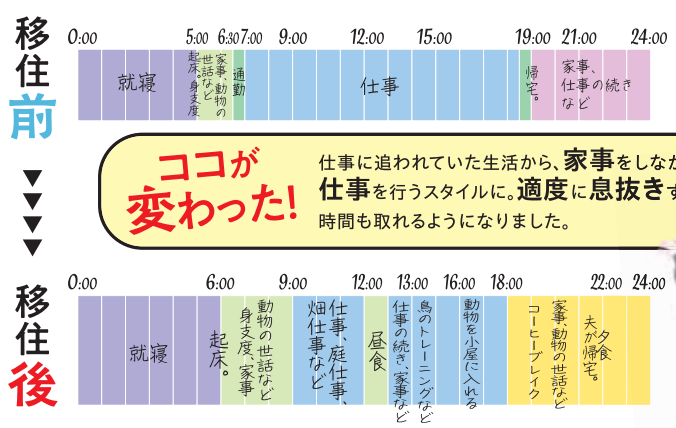 移住前
0:00 5:00 6:30 7:00 9:00 12:00 15:00 19:00 21:00 24:00
就寝
起床。身支度、
家事、動物の
世話など
通勤
仕事
帰宅。
家事、
仕事の続き
など
ココが
変わった!
仕事に追われていた生活から、家事をしなが
仕事を行うスタイルに。適度に息抜きす
時間も取れるようになりました。
移住後
0:00 6:00 9:00 12:00 13:00 16:00 18:00 22:00 24:00
就寝
起床。
身支度、家事
動物の世話など
仕事、庭仕事、
畑仕事など
昼食
仕事の続き、家事など
鳥のトレーニングなど
動物を小屋に入れる
コーヒーブレイク
家事、動物の世話など
夕食
夫が帰宅。